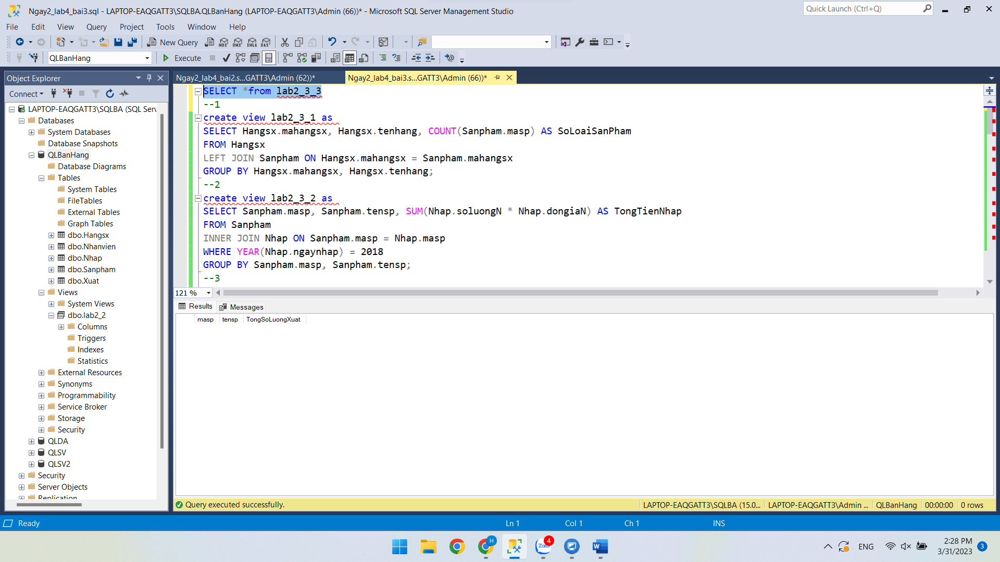 Ngay2_lab4_bai3.sql - LAPTOP-EAQGATT3\SQLBA.QLBanHang (LAPTOP-EAQGATT3\Admin (66))* - Microsoft SQL Server Management Studio
Quick Launch (Ctrl+Q)
File Edit View Query Project Tools Window Help
New Query
MDX DMX XMLA DAX
QLBanHang
Execute
Object Explorer
Ngay2_lab4_bai2.s...GATT3\Admin (62))*
Ngay2_lab4_bai3.s...GATT3\Admin (66))*
Connect
LAPTOP-EAQGATT3\SQLBA (SQL Serv
Databases
System Databases
Database Snapshots
QLBanHang
Database Diagrams
Tables
System Tables
FileTables
External Tables
Graph Tables
dbo.Hangsx
dbo.Nhanvien
dbo.Nhap
dbo.Sanpham
dbo.Xuat
Views
System Views
dbo.lab2_2
Columns
Triggers
Indexes
Statistics
External Resources
Synonyms
Programmability
Service Broker
Storage
Security
QLDA
QLSV
QLSV2
Security
Server Objects
Replication
SELECT *from lab2_3_3
--1
create view lab2_3_1 as
SELECT Hangsx.mahangsx, Hangsx.tenhang, COUNT(Sanpham.masp) AS SoLoaiSanPham
FROM Hangsx
LEFT JOIN Sanpham ON Hangsx.mahangsx = Sanpham.mahangsx
GROUP BY Hangsx.mahangsx, Hangsx.tenhang;
--2
create view lab2_3_2 as
SELECT Sanpham.masp, Sanpham.tensp, SUM(Nhap.soluongN * Nhap.dongiaN) AS TongTienNhap
FROM Sanpham
INNER JOIN Nhap ON Sanpham.masp = Nhap.masp
WHERE YEAR(Nhap.ngaynhap) = 2018
GROUP BY Sanpham.masp, Sanpham.tensp;
--3
121 %
Results Messages
masp tensp TongSoLuongXuat
Query executed successfully.
LAPTOP-EAQGATT3\SQLBA (15.0... LAPTOP-EAQGATT3\Admin ... QLBanHang 00:00:00 0 rows
Ready
Ln 1 Col 1 Ch 1 INS
H
Zalo 4
W
ENG
2:28 PM
3/31/2023
3